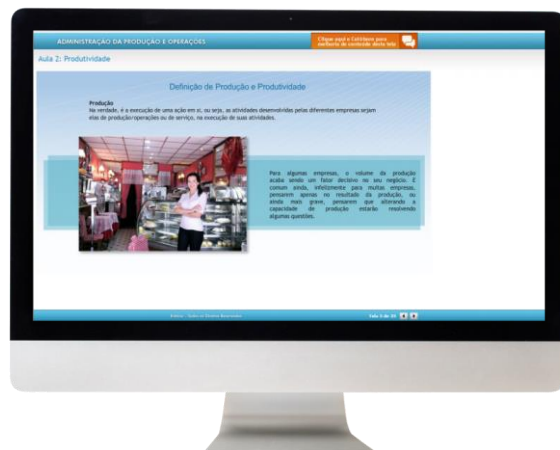 ADMINISTRAÇÃO DA PRODUÇÃO E OPERAÇÕES
Clique aqui e Contribua para
melhoria do conteúdo desta tela
Aula 2: Produtividade
Definição de Produção e Produtividade
Produção
Na verdade, é a execução de uma ação em si, ou seja, as atividades desenvolvidas pelas diferentes empresas sejam
elas de produção/operações ou de serviço, na execução de suas atividades.
Para algumas empresas, o volume da produção
acaba sendo um fator decisivo no seu negócio. É
comum ainda, infelizmente para muitas empresas,
pensarem apenas no resultado da produção, ou
ainda mais grave, pensarem que alterando a
capacidade de produção estarão resolvendo
algumas questões.
Todos os Direitos Reservados